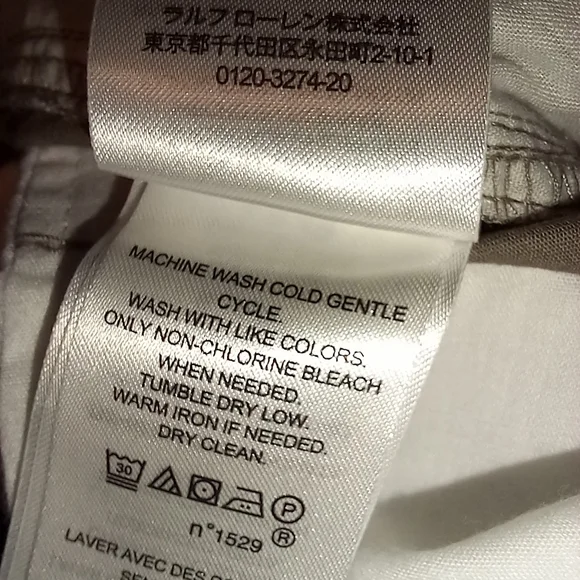 ラルフ ローレン株式会社
東京都千代田区永田町2-10-1
0120-3274-20
MACHINE WASH COLD GENTLE
CYCLE.
WASH WITH LIKE COLORS.
ONLY NON-CHLORINE BLEACH
WHEN NEEDED.
TUMBLE DRY LOW.
WARM IRON IF NEEDED.
DRY CLEAN.
30 P
n°1529 ®
LAVER AVEC DES